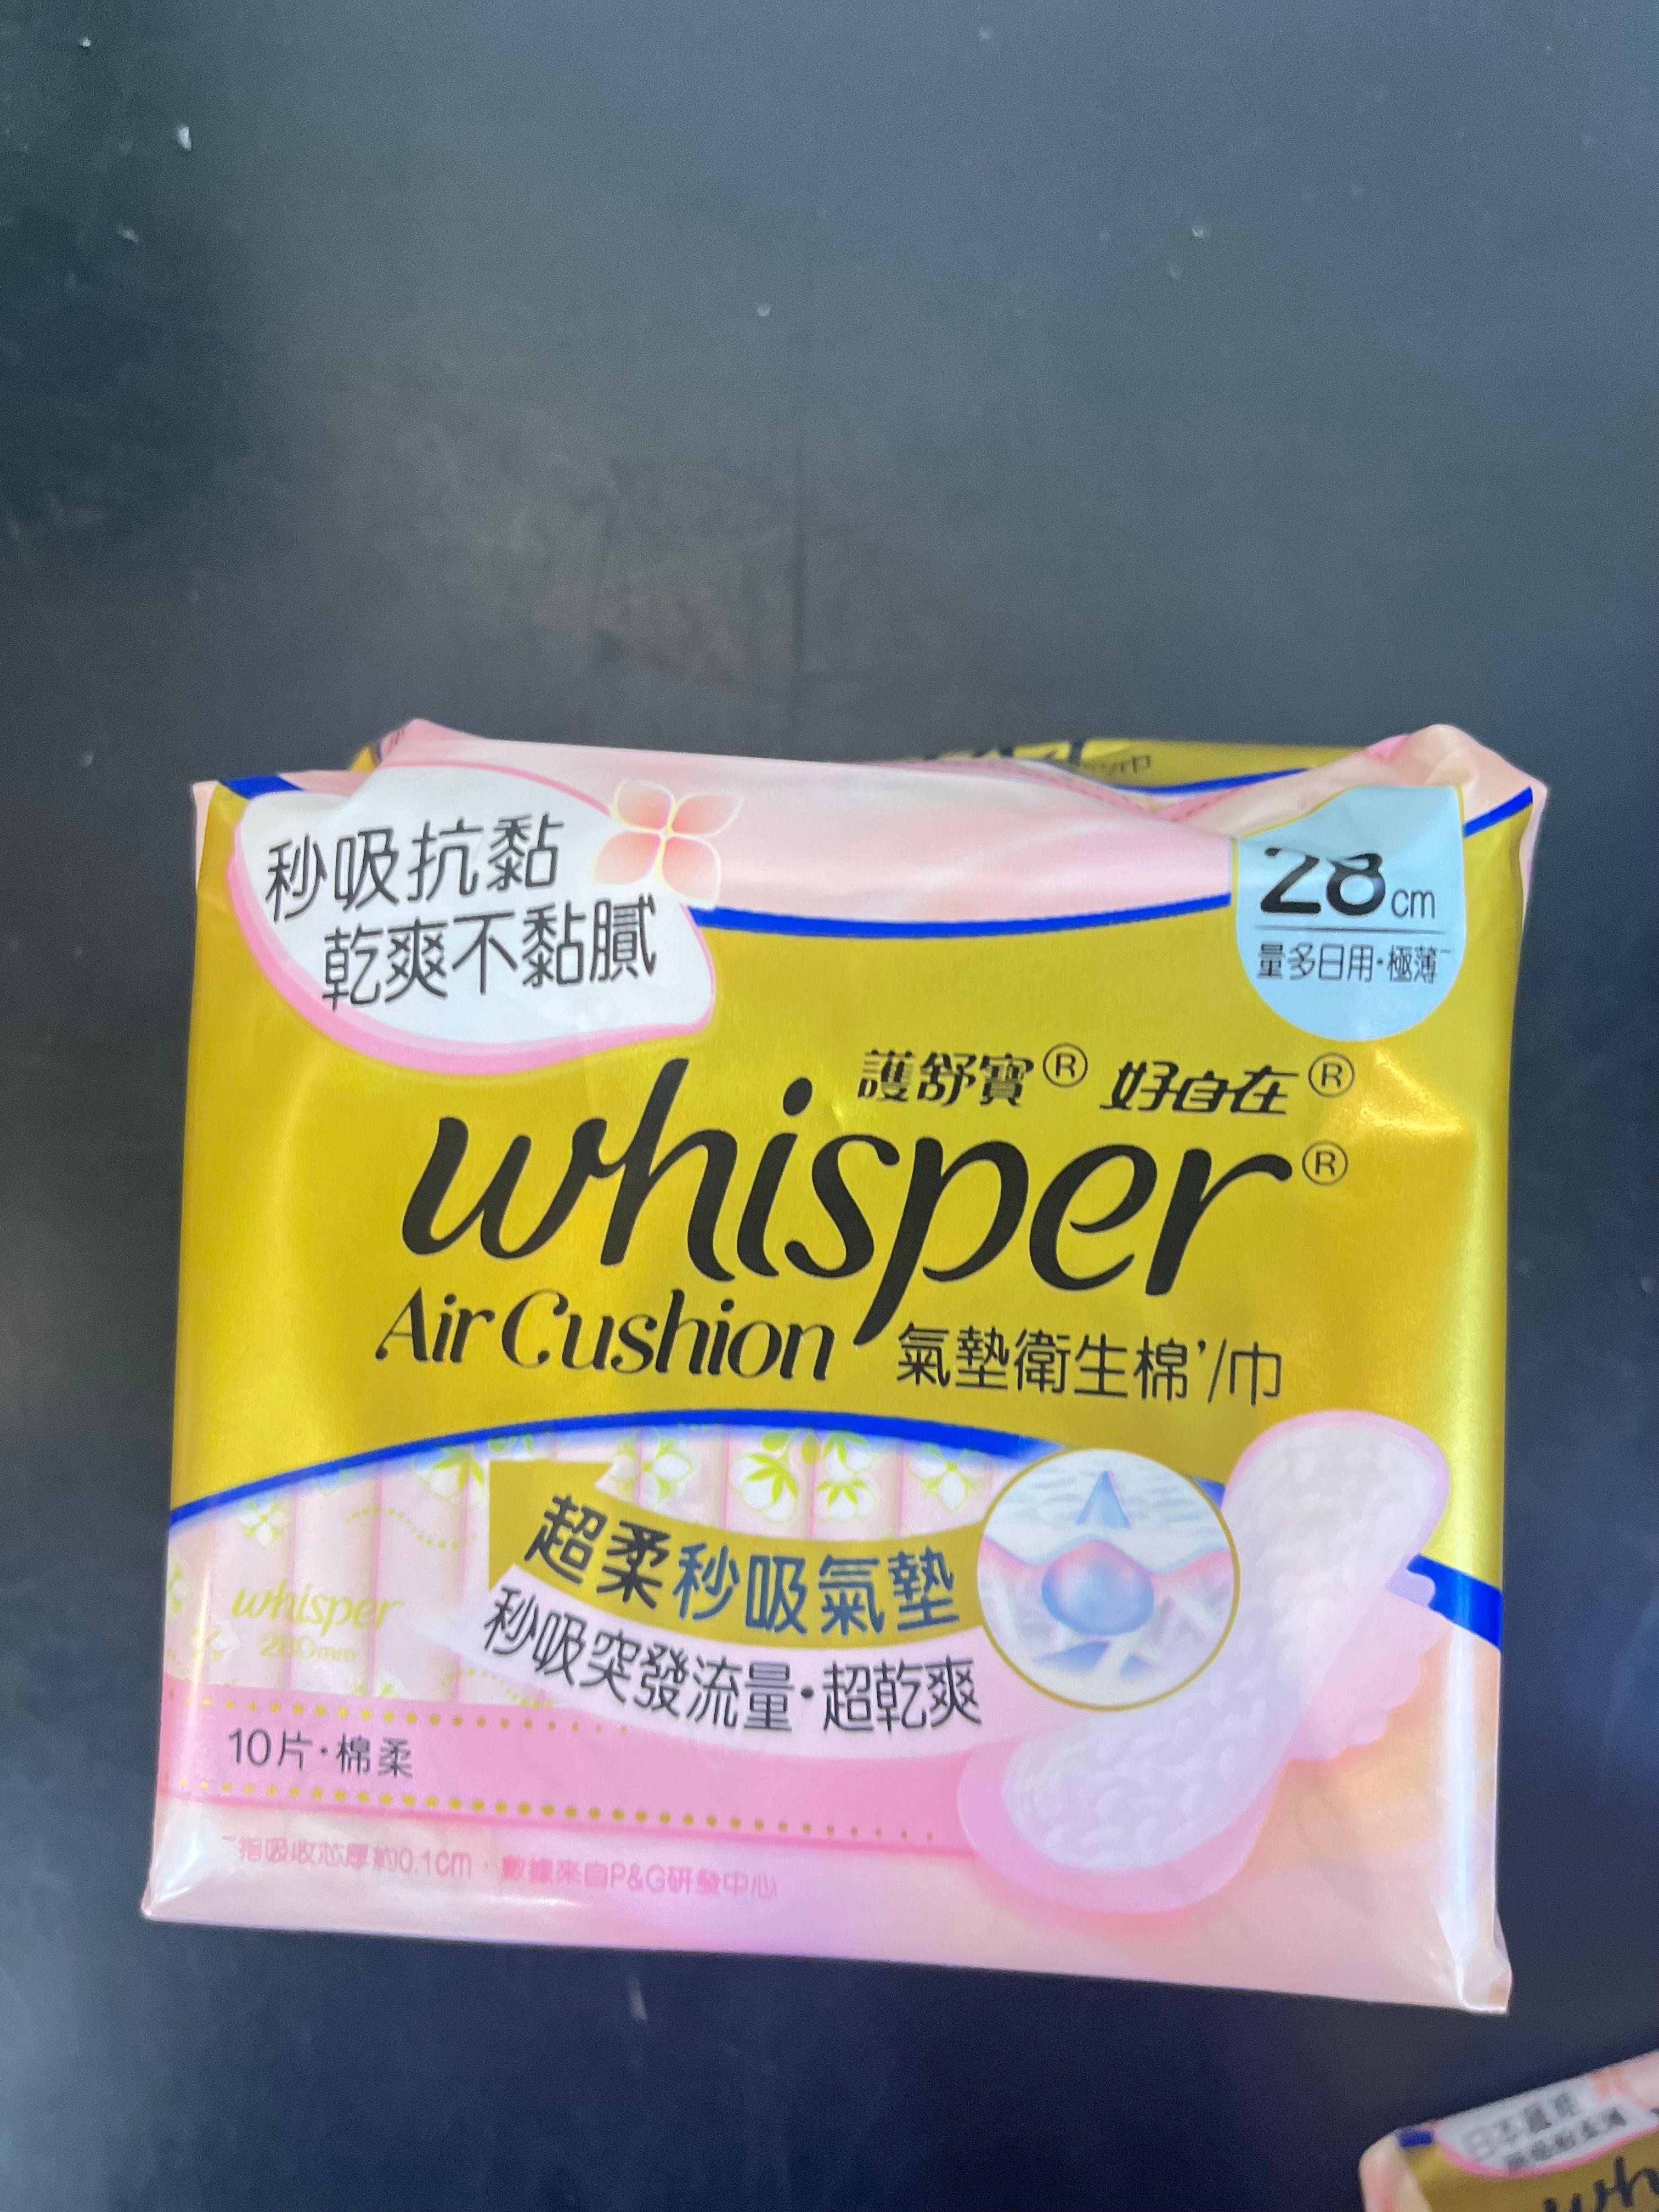 秒吸抗黏
乾爽不黏膩
28cm
量多日用·極薄~
護舒寶® 好自在®
whisper®
Air Cushion 氣墊衛生棉'/巾
超柔秒吸氣墊
秒吸突發流量·超乾爽
whisper
280mm
10片·棉柔
~指吸收芯厚約0.1cm，數據來自P&G研發中心